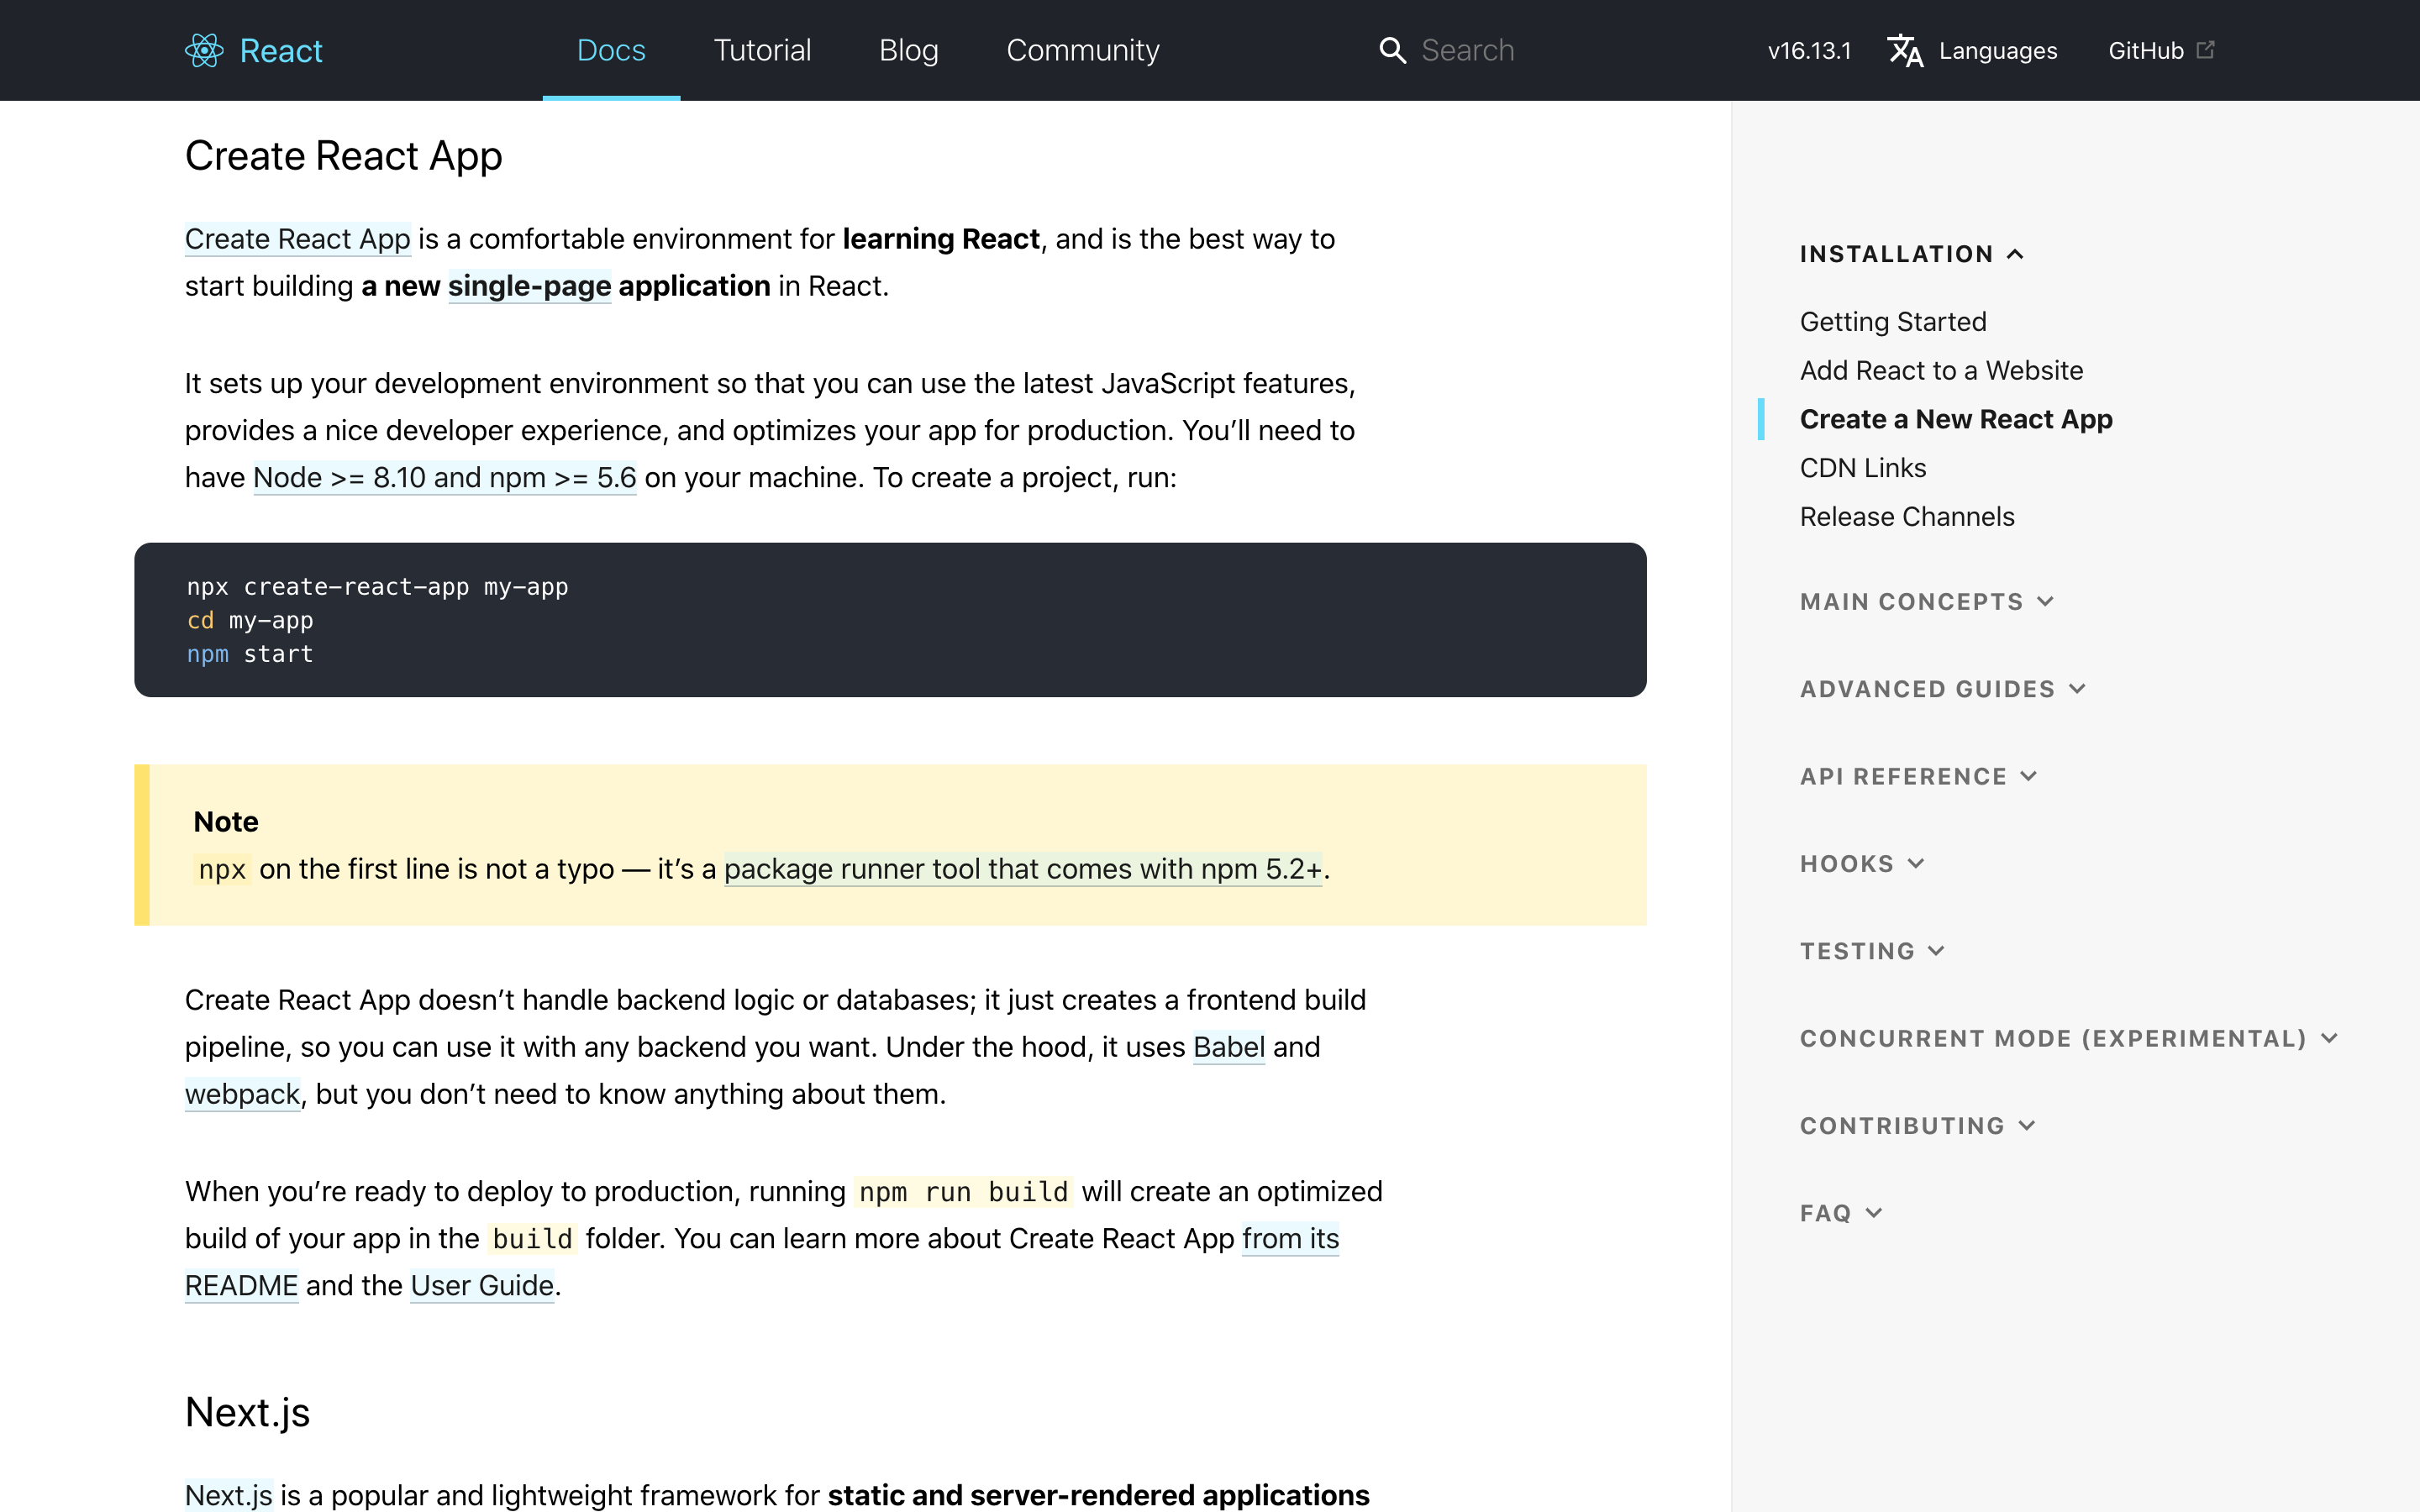 React
Docs
Tutorial
Blog
Community
Search
v16.13.1
Languages
GitHub
Create React App
Create React App is a comfortable environment for learning React, and is the best way to
start building a new single-page application in React.
It sets up your development environment so that you can use the latest JavaScript features,
provides a nice developer experience, and optimizes your app for production. You’ll need to
have Node >= 8.10 and npm >= 5.6 on your machine. To create a project, run:
npx create-react-app my-app
cd my-app
npm start
Note
npx on the first line is not a typo — it’s a package runner tool that comes with npm 5.2+.
Create React App doesn’t handle backend logic or databases; it just creates a frontend build
pipeline, so you can use it with any backend you want. Under the hood, it uses Babel and
webpack, but you don’t need to know anything about them.
When you’re ready to deploy to production, running npm run build will create an optimized
build of your app in the build folder. You can learn more about Create React App from its
README and the User Guide.
Next.js
Next.js is a popular and lightweight framework for static and server-rendered applications
INSTALLATION
Getting Started
Add React to a Website
Create a New React App
CDN Links
Release Channels
MAIN CONCEPTS
ADVANCED GUIDES
API REFERENCE
HOOKS
TESTING
CONCURRENT MODE (EXPERIMENTAL)
CONTRIBUTING
FAQ